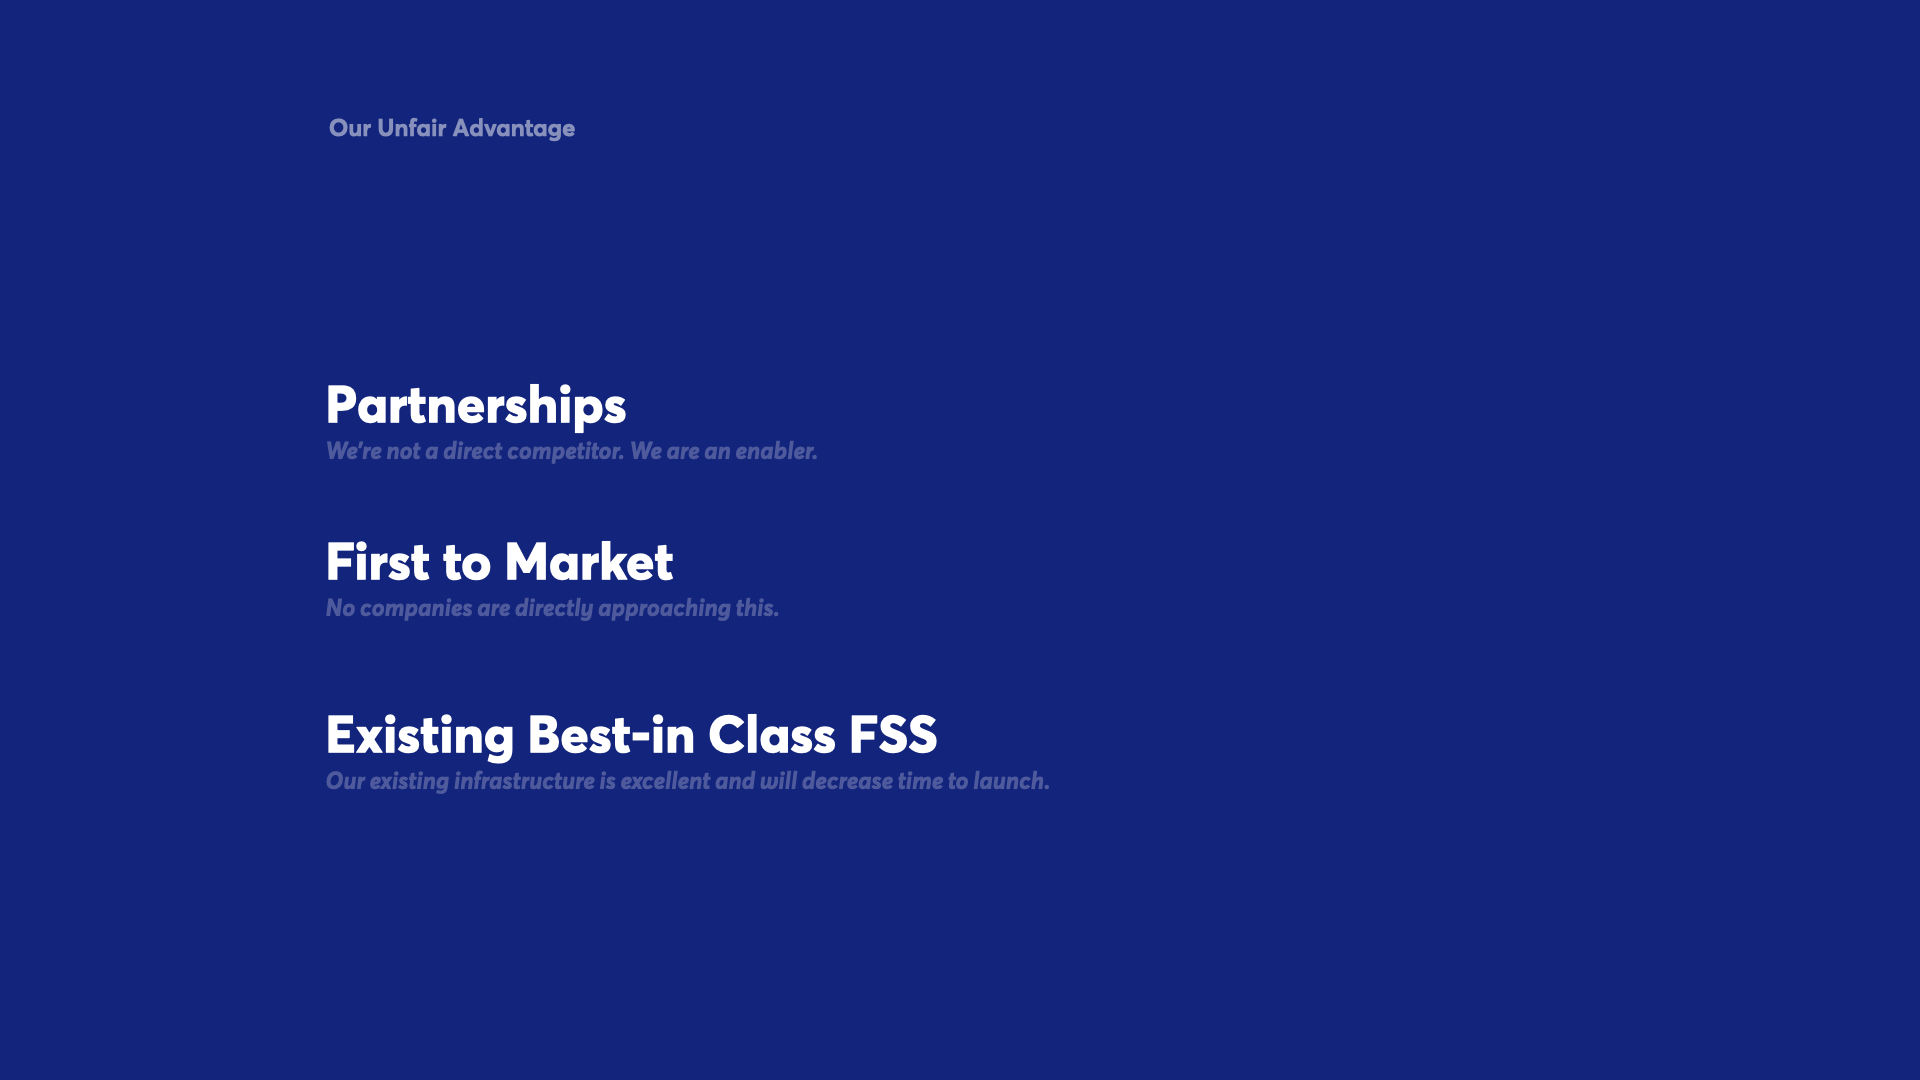 Our Unfair Advantage
Partnerships
We're not a direct competitor. We are an enabler.
First to Market
No companies are directly approaching this.
Existing Best-in Class FSS
Our existing infrastructure is excellent and will decrease time to launch.